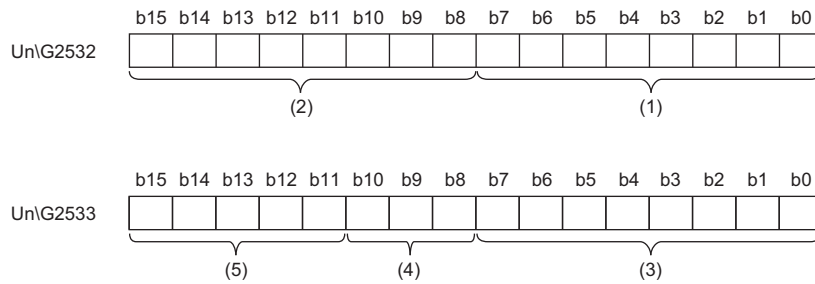 b15 b14 b13 b12 b11 b10 b9 b8 b7 b6 b5 b4 b3 b2 b1 b0
Un\G2532
(2) (1)
b15 b14 b13 b12 b11 b10 b9 b8 b7 b6 b5 b4 b3 b2 b1 b0
Un\G2533
(5) (4) (3)